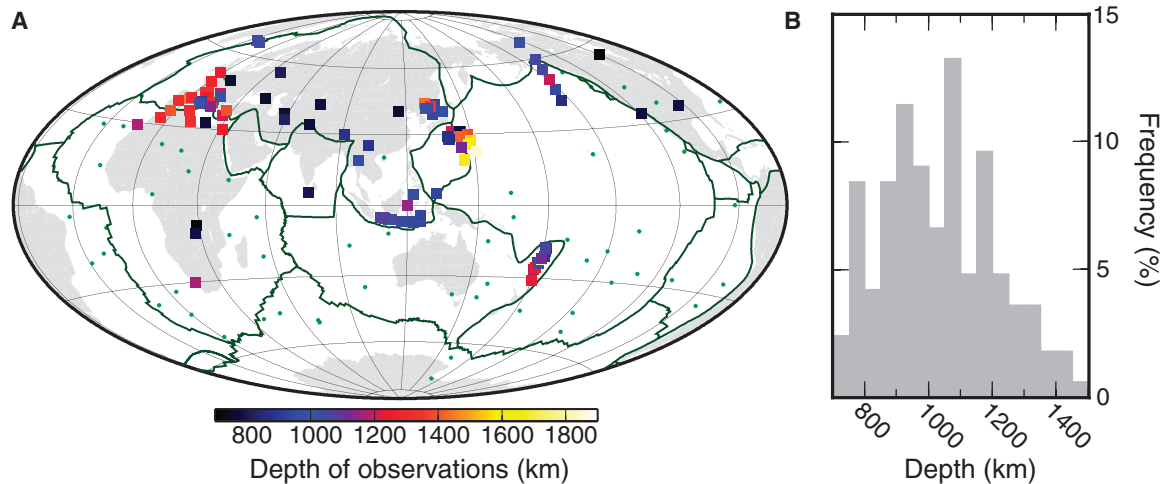 A
B
800 1000 1200 1400 1600 1800
Depth of observations (km)
15
10
5
0
Frequency (%)
800 1000 1200 1400
Depth (km)